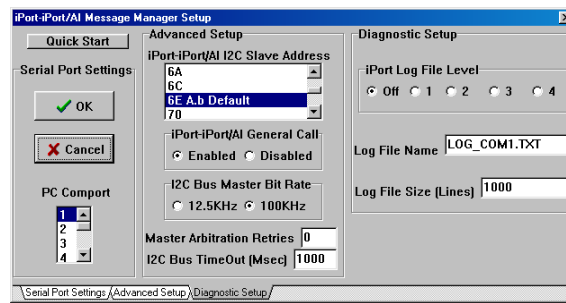 iPort-iPort/AI Message Manager Setup
Quick Start
Serial Port Settings
OK
Cancel
PC Comport
1
2
3
4
Advanced Setup
iPort-iPort/AI I2C Slave Address
6A
6C
6E A.b Default
70
iPort-iPort/AI General Call
Enabled Disabled
I2C Bus Master Bit Rate
12.5KHz 100KHz
Master Arbitration Retries 0
I2C Bus TimeOut (Msec) 1000
Diagnostic Setup
iPort Log File Level
Off 1 2 3 4
Log File Name LOG_COM1.TXT
Log File Size (Lines) 1000
Serial Port Settings Advanced Setup Diagnostic Setup